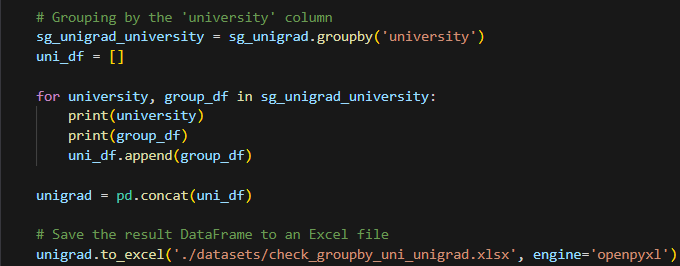 # Grouping by the 'university' column
sg_unigrad_university = sg_unigrad.groupby('university')
uni_df = []
for university, group_df in sg_unigrad_university:
print(university)
print(group_df)
uni_df.append(group_df)
unigrad = pd.concat(uni_df)
# Save the result DataFrame to an Excel file
unigrad.to_excel('./datasets/check_groupby_uni_unigrad.xlsx', engine='openpyxl')